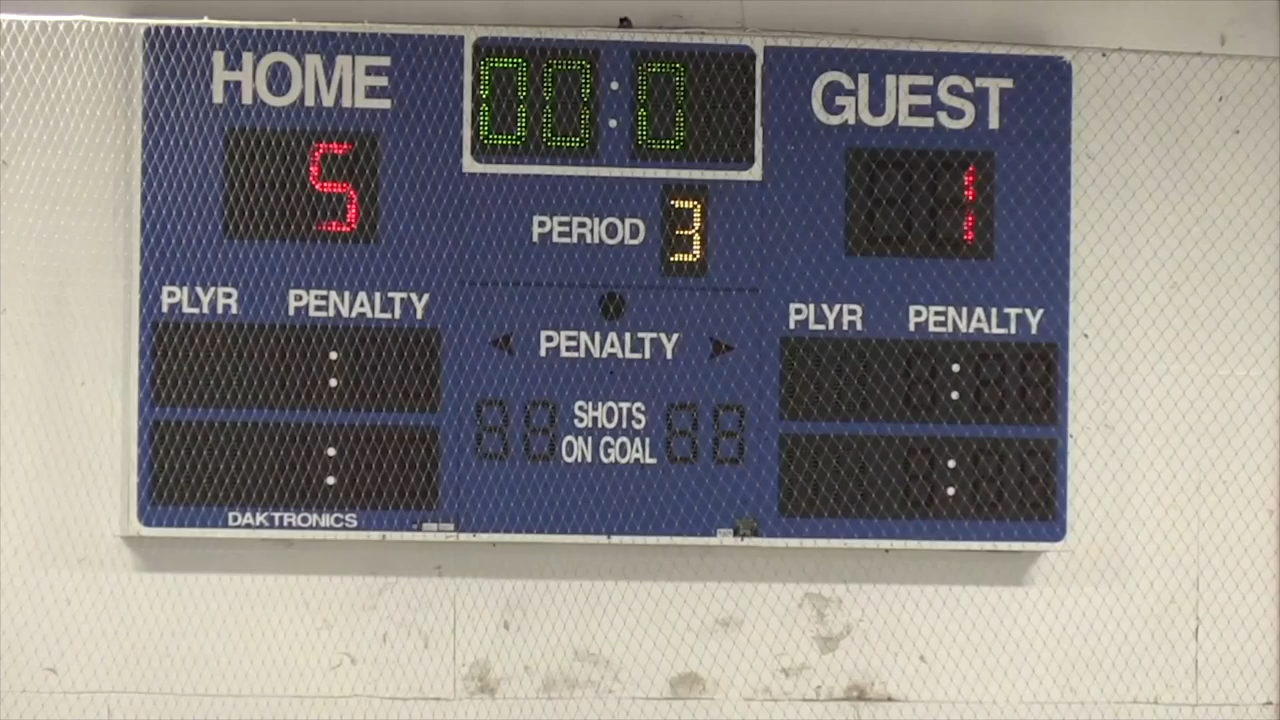 HOME
00:0
GUEST
5
1
PERIOD 3
PLYR PENALTY
PLYR PENALTY
PENALTY
SHOTS
ON GOAL
DAKTRONICS